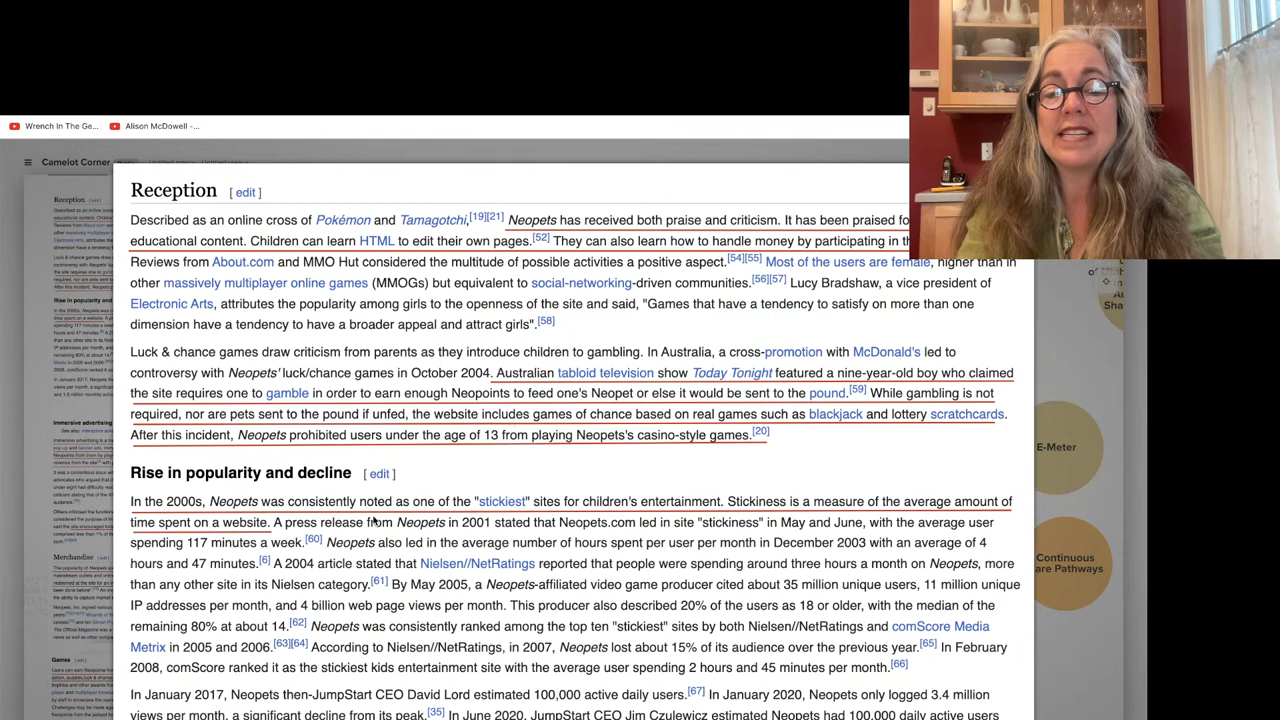 Wrench In The Ge...
Alison McDowell -...
Camelot Corner
Reception [ edit ]
Described as an online cross of Pokémon and Tamagotchi,[19][21] Neopets has received both praise and criticism. It has been praised fo
educational content. Children can learn HTML to edit their own pages.[52] They can also learn how to handle money by participating in th
Reviews from About.com and MMO Hut considered the multitude of possible activities a positive aspect.[54][55] Most of the users are female, higher than in
other massively multiplayer online games (MMOGs) but equivalent to social-networking-driven communities.[56][57] Lucy Bradshaw, a vice president of
Electronic Arts, attributes the popularity among girls to the openness of the site and said, "Games that have a tendency to satisfy on more than one
dimension have a tendency to have a broader appeal and attract girls".[58]
Luck & chance games draw criticism from parents as they introduce children to gambling. In Australia, a cross-promotion with McDonald's led to
controversy with Neopets' luck/chance games in October 2004. Australian tabloid television show Today Tonight featured a nine-year-old boy who claimed
the site requires one to gamble in order to earn enough Neopoints to feed one's Neopet or else it would be sent to the pound.[59] While gambling is not
required, nor are pets sent to the pound if unfed, the website includes games of chance based on real games such as blackjack and lottery scratchcards.
After this incident, Neopets prohibited users under the age of 13 from playing Neopets's casino-style games.[20]
Rise in popularity and decline [ edit ]
In the 2000s, Neopets was consistently noted as one of the "stickiest" sites for children's entertainment. Stickiness is a measure of the average amount of
time spent on a website. A press release from Neopets in 2001 stated that Neopets.com led in site "stickiness" in May and June, with the average user
spending 117 minutes a week.[60] Neopets also led in the average number of hours spent per user per month in December 2003 with an average of 4
hours and 47 minutes.[6] A 2004 article stated that Nielsen//NetRatings reported that people were spending around three hours a month on Neopets, more
than any other site in its Nielsen category.[61] By May 2005, a Neopets-affiliated video game producer cited about 35 million unique users, 11 million unique
IP addresses per month, and 4 billion web page views per month. This producer also described 20% of the users as 18 or older, with the median of the
remaining 80% at about 14.[62] Neopets was consistently ranked among the top ten "stickiest" sites by both Nielsen//NetRatings and comScore Media
Metrix in 2005 and 2006.[63][64] According to Nielsen//NetRatings, in 2007, Neopets lost about 15% of its audience over the previous year.[65] In February
2008, comScore ranked it as the stickiest kids entertainment site with the average user spending 2 hours and 45 minutes per month.[66]
In January 2017, Neopets then-JumpStart CEO David Lord reported 100,000 active daily users.[67] In January 2020, Neopets logged 3.4 million
views per month, a significant decline from its peak.[35] In June JumpStart CEO Jim Czulewicz estimated Neopets had 100,000 daily active users
E-Meter
Continuous
are Pathways